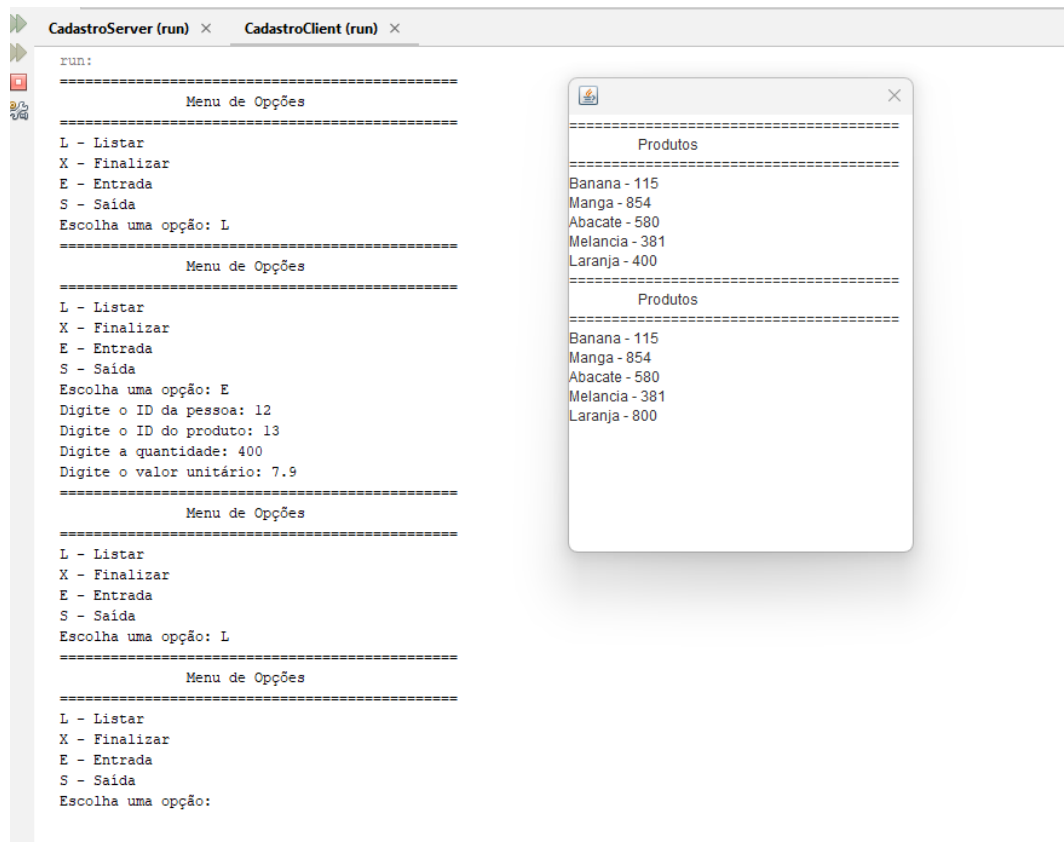 CadastroServer (run) × CadastroClient (run) ×
run:
===============================================
Menu de Opções
===============================================
L - Listar
X - Finalizar
E - Entrada
S - Saída
Escolha uma opção: L
===============================================
Menu de Opções
===============================================
L - Listar
X - Finalizar
E - Entrada
S - Saída
Escolha uma opção: E
Digite o ID da pessoa: 12
Digite o ID do produto: 13
Digite a quantidade: 400
Digite o valor unitário: 7.9
===============================================
Menu de Opções
===============================================
L - Listar
X - Finalizar
E - Entrada
S - Saída
Escolha uma opção: L
===============================================
Menu de Opções
===============================================
L - Listar
X - Finalizar
E - Entrada
S - Saída
Escolha uma opção:
=======================================
Produtos
=======================================
Banana - 115
Manga - 854
Abacate - 580
Melancia - 381
Laranja - 400
=======================================
Produtos
=======================================
Banana - 115
Manga - 854
Abacate - 580
Melancia - 381
Laranja - 800